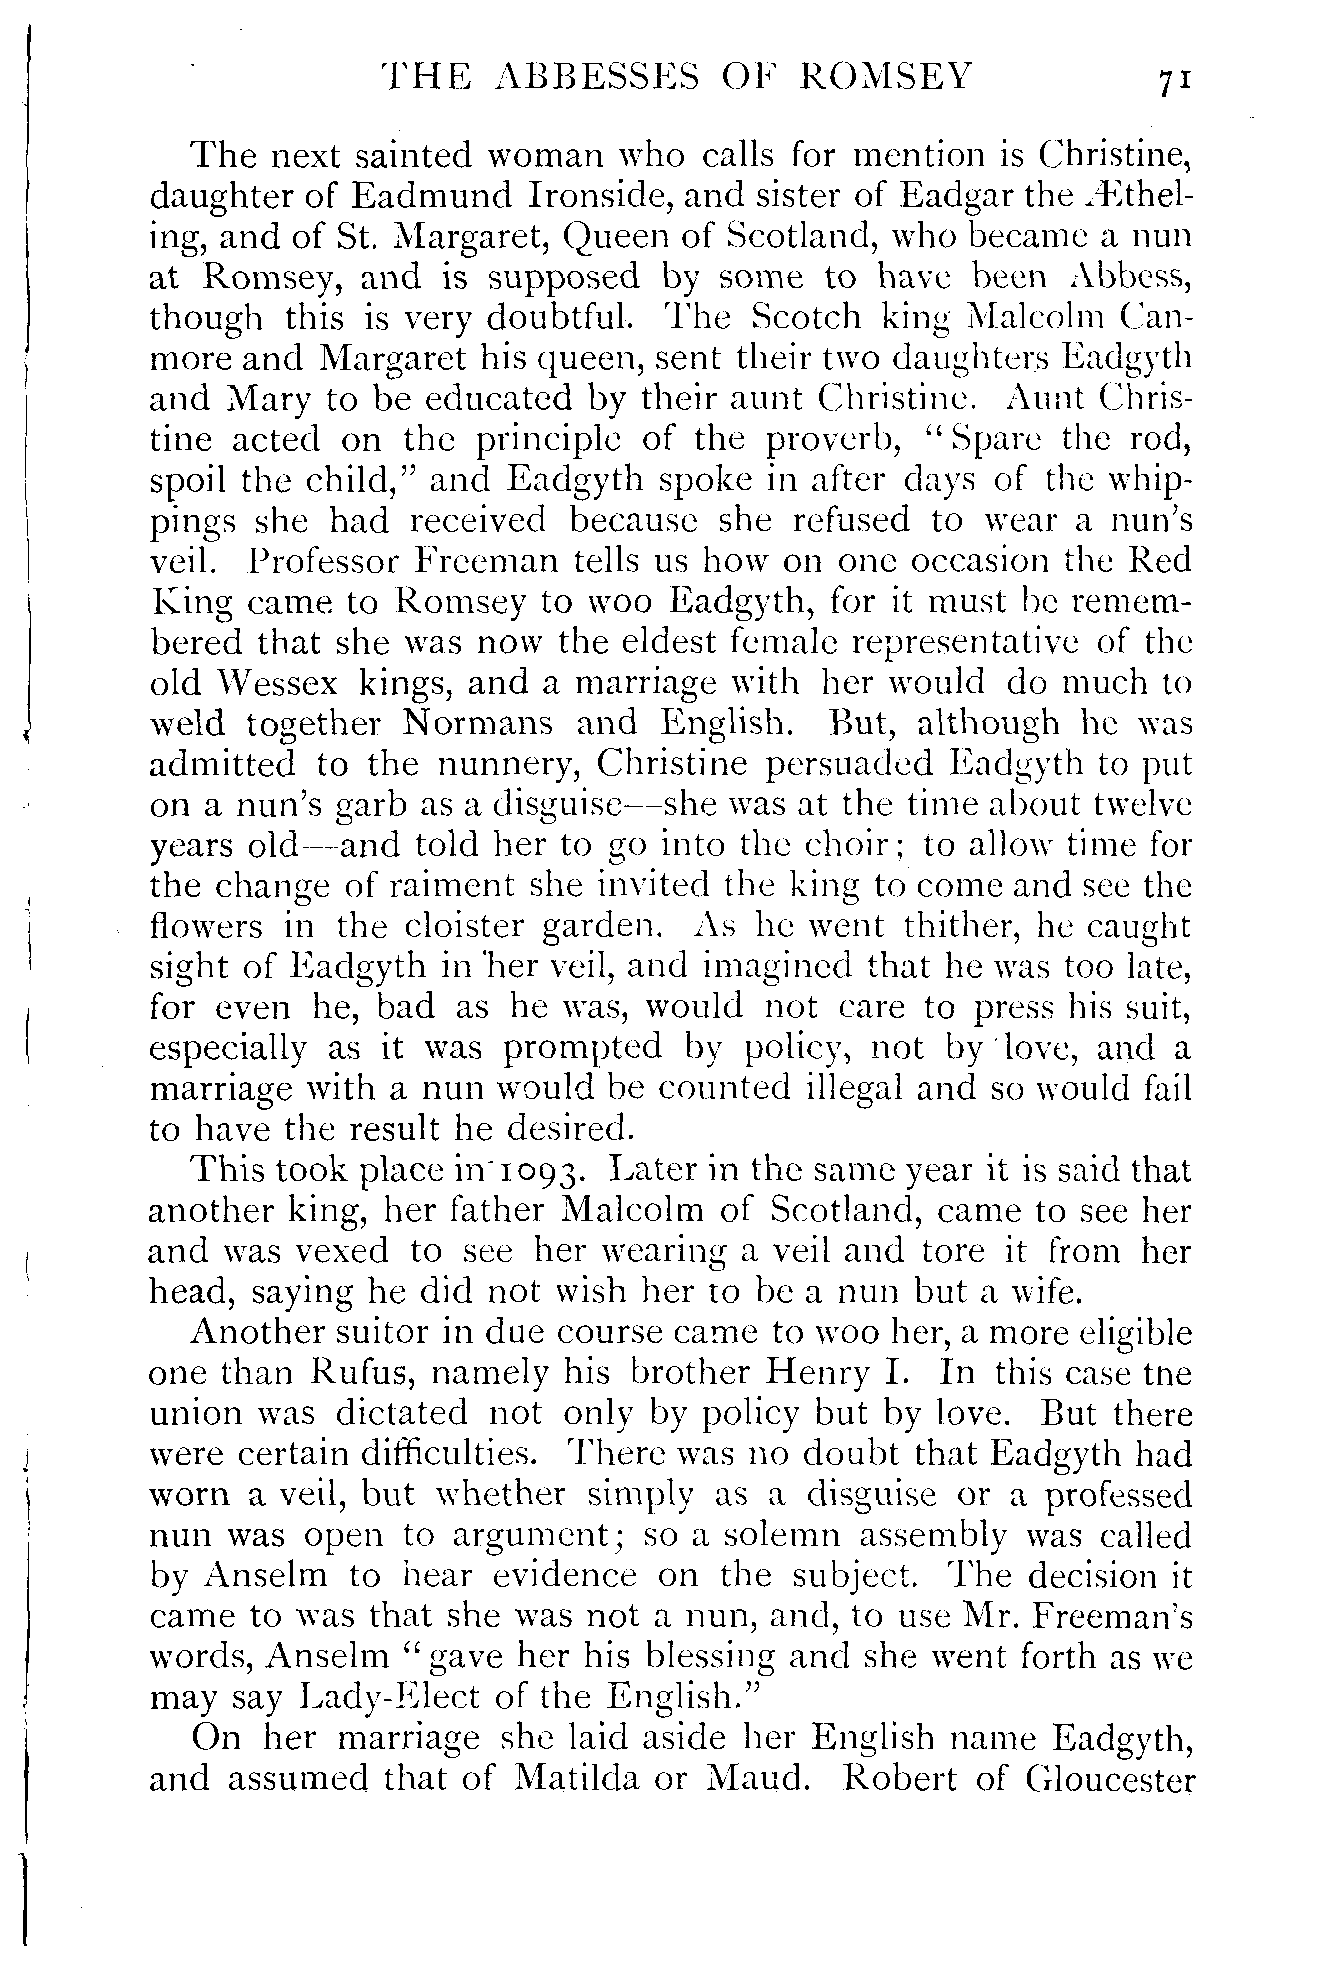 THE ABBESSES OF ROMSEY 71
The next sainted woman who calls for mention is Christine,
daughter of Eadmund Ironside, and sister of Eadgar the Æthel-
ing, and of St. Margaret, Queen of Scotland, who became a nun
at Romsey, and is supposed by some to have been Abbess,
though this is very doubtful. The Scotch king Malcolm Can-
more and Margaret his queen, sent their two daughters Eadgyth
and Mary to be educated by their aunt Christine. Aunt Chris-
tine acted on the principle of the proverb, “Spare the rod,
spoil the child,” and Eadgyth spoke in after days of the whip-
pings she had received because she refused to wear a nun's
veil. Professor Freeman tells us how on one occasion the Red
King came to Romsey to woo Eadgyth, for it must be remem-
bered that she was now the eldest female representative of the
old Wessex kings, and a marriage with her would do much to
weld together Normans and English. But, although he was
admitted to the nunnery, Christine persuaded Eadgyth to put
on a nun's garb as a disguise—she was at the time about twelve
years old—and told her to go into the choir; to allow time for
the change of raiment she invited the king to come and see the
flowers in the cloister garden. As he went thither, he caught
sight of Eadgyth in her veil, and imagined that he was too late,
for even he, bad as he was, would not care to press his suit,
especially as it was prompted by policy, not by love, and a
marriage with a nun would be counted illegal and so would fail
to have the result he desired.
This took place in 1093. Later in the same year it is said that
another king, her father Malcolm of Scotland, came to see her
and was vexed to see her wearing a veil and tore it from her
head, saying he did not wish her to be a nun but a wife.
Another suitor in due course came to woo her, a more eligible
one than Rufus, namely his brother Henry I. In this case the
union was dictated not only by policy but by love. But there
were certain difficulties. There was no doubt that Eadgyth had
worn a veil, but whether simply as a disguise or a professed
nun was open to argument; so a solemn assembly was called
by Anselm to hear evidence on the subject. The decision it
came to was that she was not a nun, and, to use Mr. Freeman's
words, Anselm “gave her his blessing and she went forth as we
may say Lady-Elect of the English.”
On her marriage she laid aside her English name Eadgyth,
and assumed that of Matilda or Maud. Robert of Gloucester